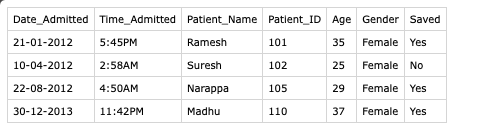 Date_Admitted Time_Admitted Patient_Name Patient_ID Age Gender Saved
21-01-2012 5:45PM Ramesh 101 35 Female Yes
10-04-2012 2:58AM Suresh 102 25 Female No
22-08-2012 4:50AM Narappa 105 29 Female Yes
30-12-2013 11:42PM Madhu 110 37 Female Yes